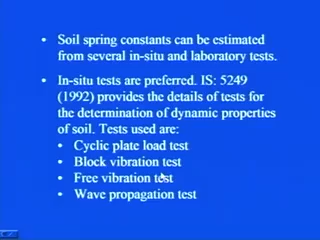 • Soil spring constants can be estimated
from several in-situ and laboratory tests.
• In-situ tests are preferred. IS: 5249
(1992) provides the details of tests for
the determination of dynamic properties
of soil. Tests used are:
• Cyclic plate load test
• Block vibration test
• Free vibration test
• Wave propagation test